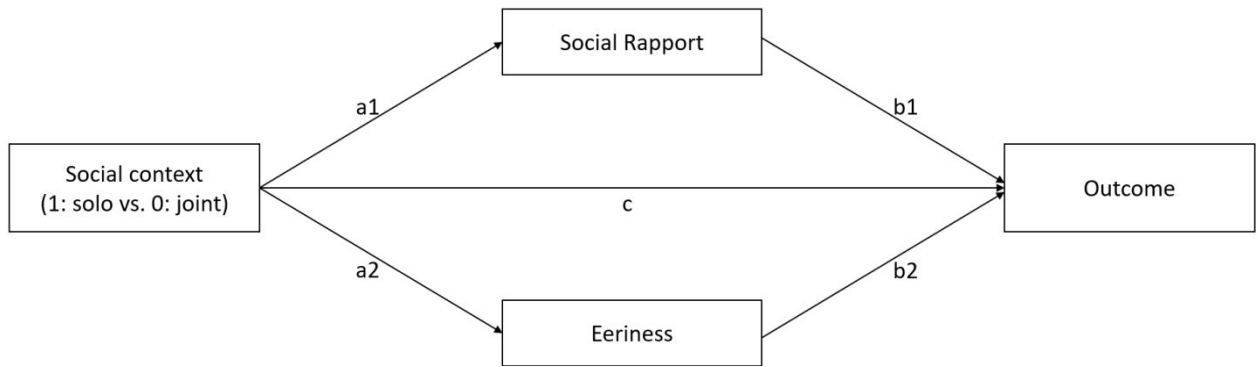 Social Rapport
a1
b1
Social context
(1: solo vs. 0: joint)
c
Outcome
a2
b2
Eeriness